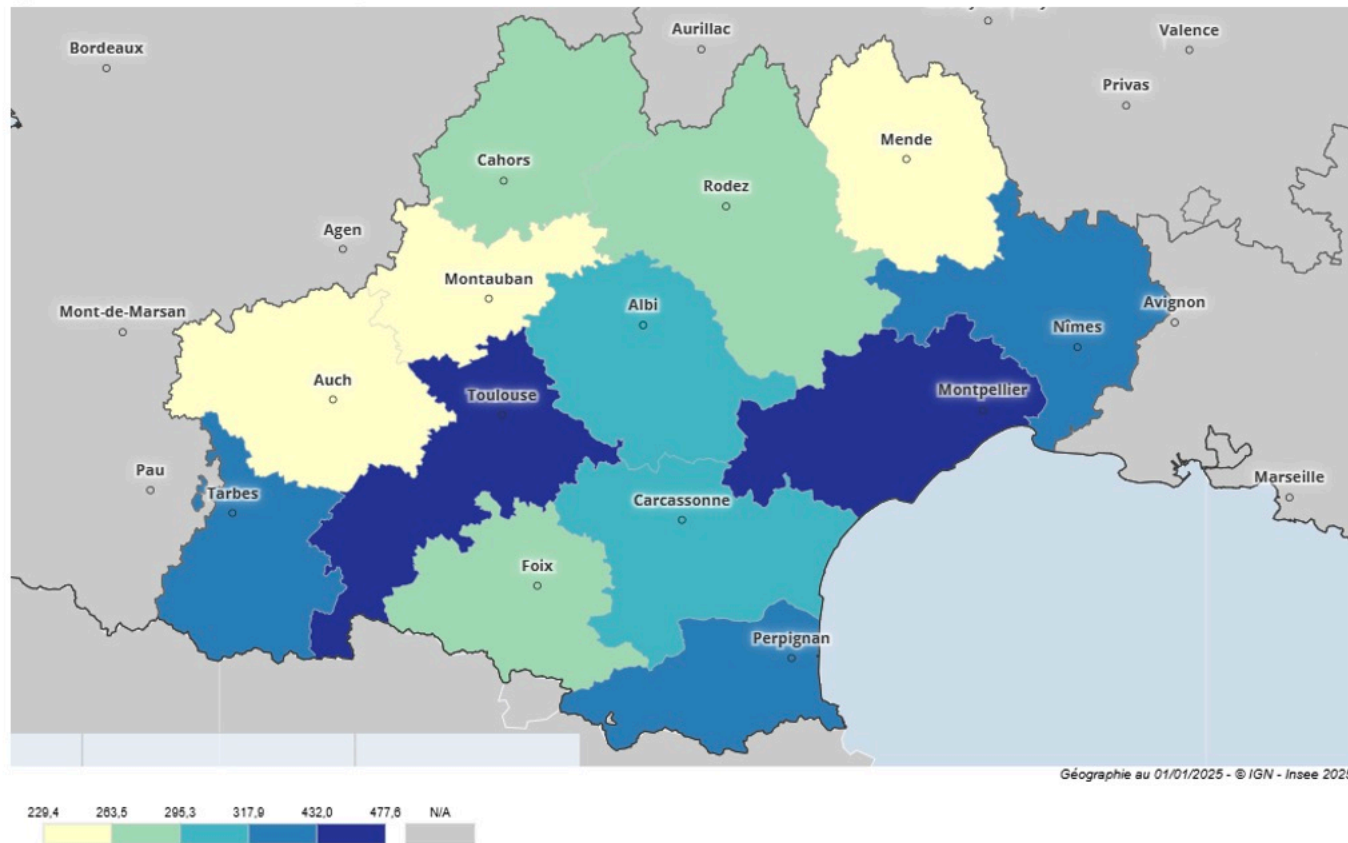 Bordeaux
Aurillac
Valence
Privas
Mende
Cahors
Rodez
Agen
Montauban
Mont-de-Marsan
Albi
Avignon
Nîmes
Auch
Toulouse
Montpellier
Pau
Tarbes
Carcassonne
Marseille
Foix
Perpignan
Géographie au 01/01/2025 - © IGN - Insee 2025
229,4 263,5 295,3 317,9 432,0 477,6 N/A